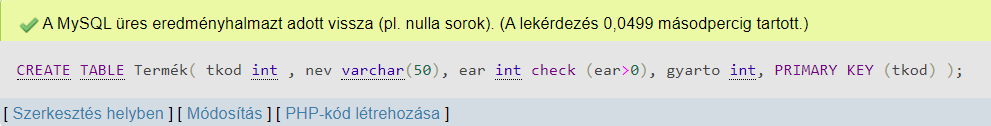 A MySQL üres eredményhalmazt adott vissza (pl. nulla sorok). (A lekérdezés 0,0499 másodpercig tartott.)
CREATE TABLE Termék( tkod int , nev varchar(50), ear int check (ear>0), gyarto int, PRIMARY KEY (tkod) );
[ Szerkesztés helyben ] [ Módosítás ] [ PHP-kód létrehozása ]